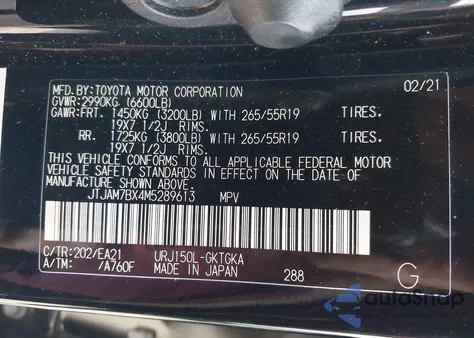 MFD.BY:TOYOTA MOTOR CORPORATION 02/21
GVWR:2990KG (6600LB)
GAWR:FRT. 1450KG (3200LB) WITH 265/55R19 TIRES.
19X7 1/2J RIMS.
RR. 1725KG (3800LB) WITH 265/55R19 TIRES.
19X7 1/2J RIMS.
THIS VEHICLE CONFORMS TO ALL APPLICABLE FEDERAL MOTOR
VEHICLE SAFETY STANDARDS IN EFFECT ON THE DATE OF
MANUFACTURE SHOWN ABOVE.
JTJAM7BX4M5289613 MPV
C/TR:202/EA21 URJ150L-GKTGKA
A/TM: /A760F MADE IN JAPAN 288 G
autoSnap